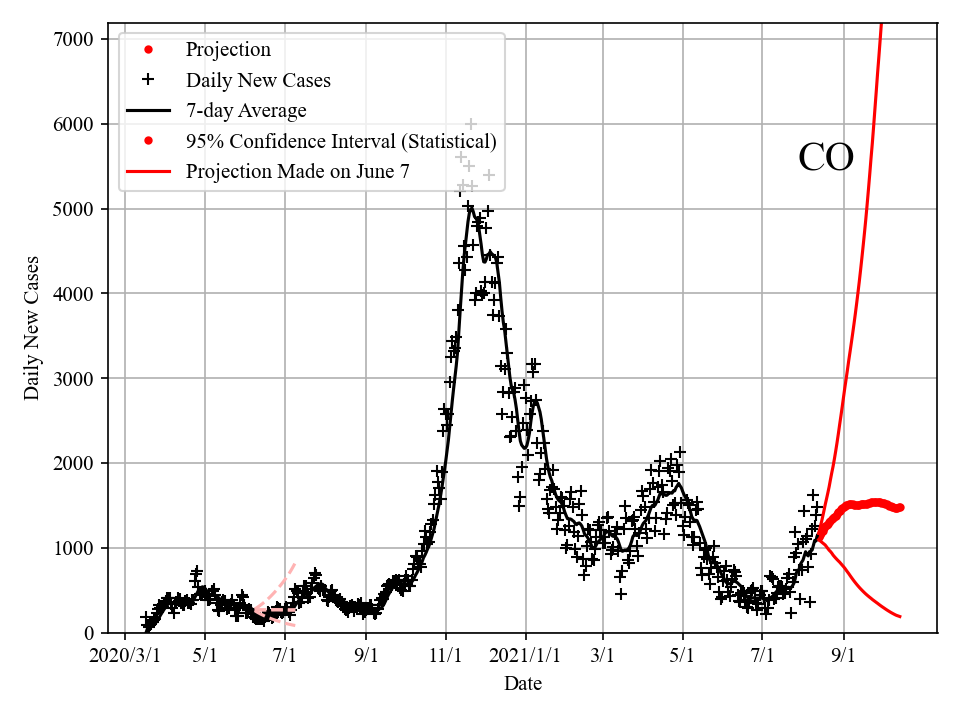 7000
6000
5000
4000
3000
2000
1000
0
Daily New Cases
Projection
Daily New Cases
7-day Average
95% Confidence Interval (Statistical)
Projection Made on June 7
CO
2020/3/1 5/1 7/1 9/1 11/1 2021/1/1 3/1 5/1 7/1 9/1
Date